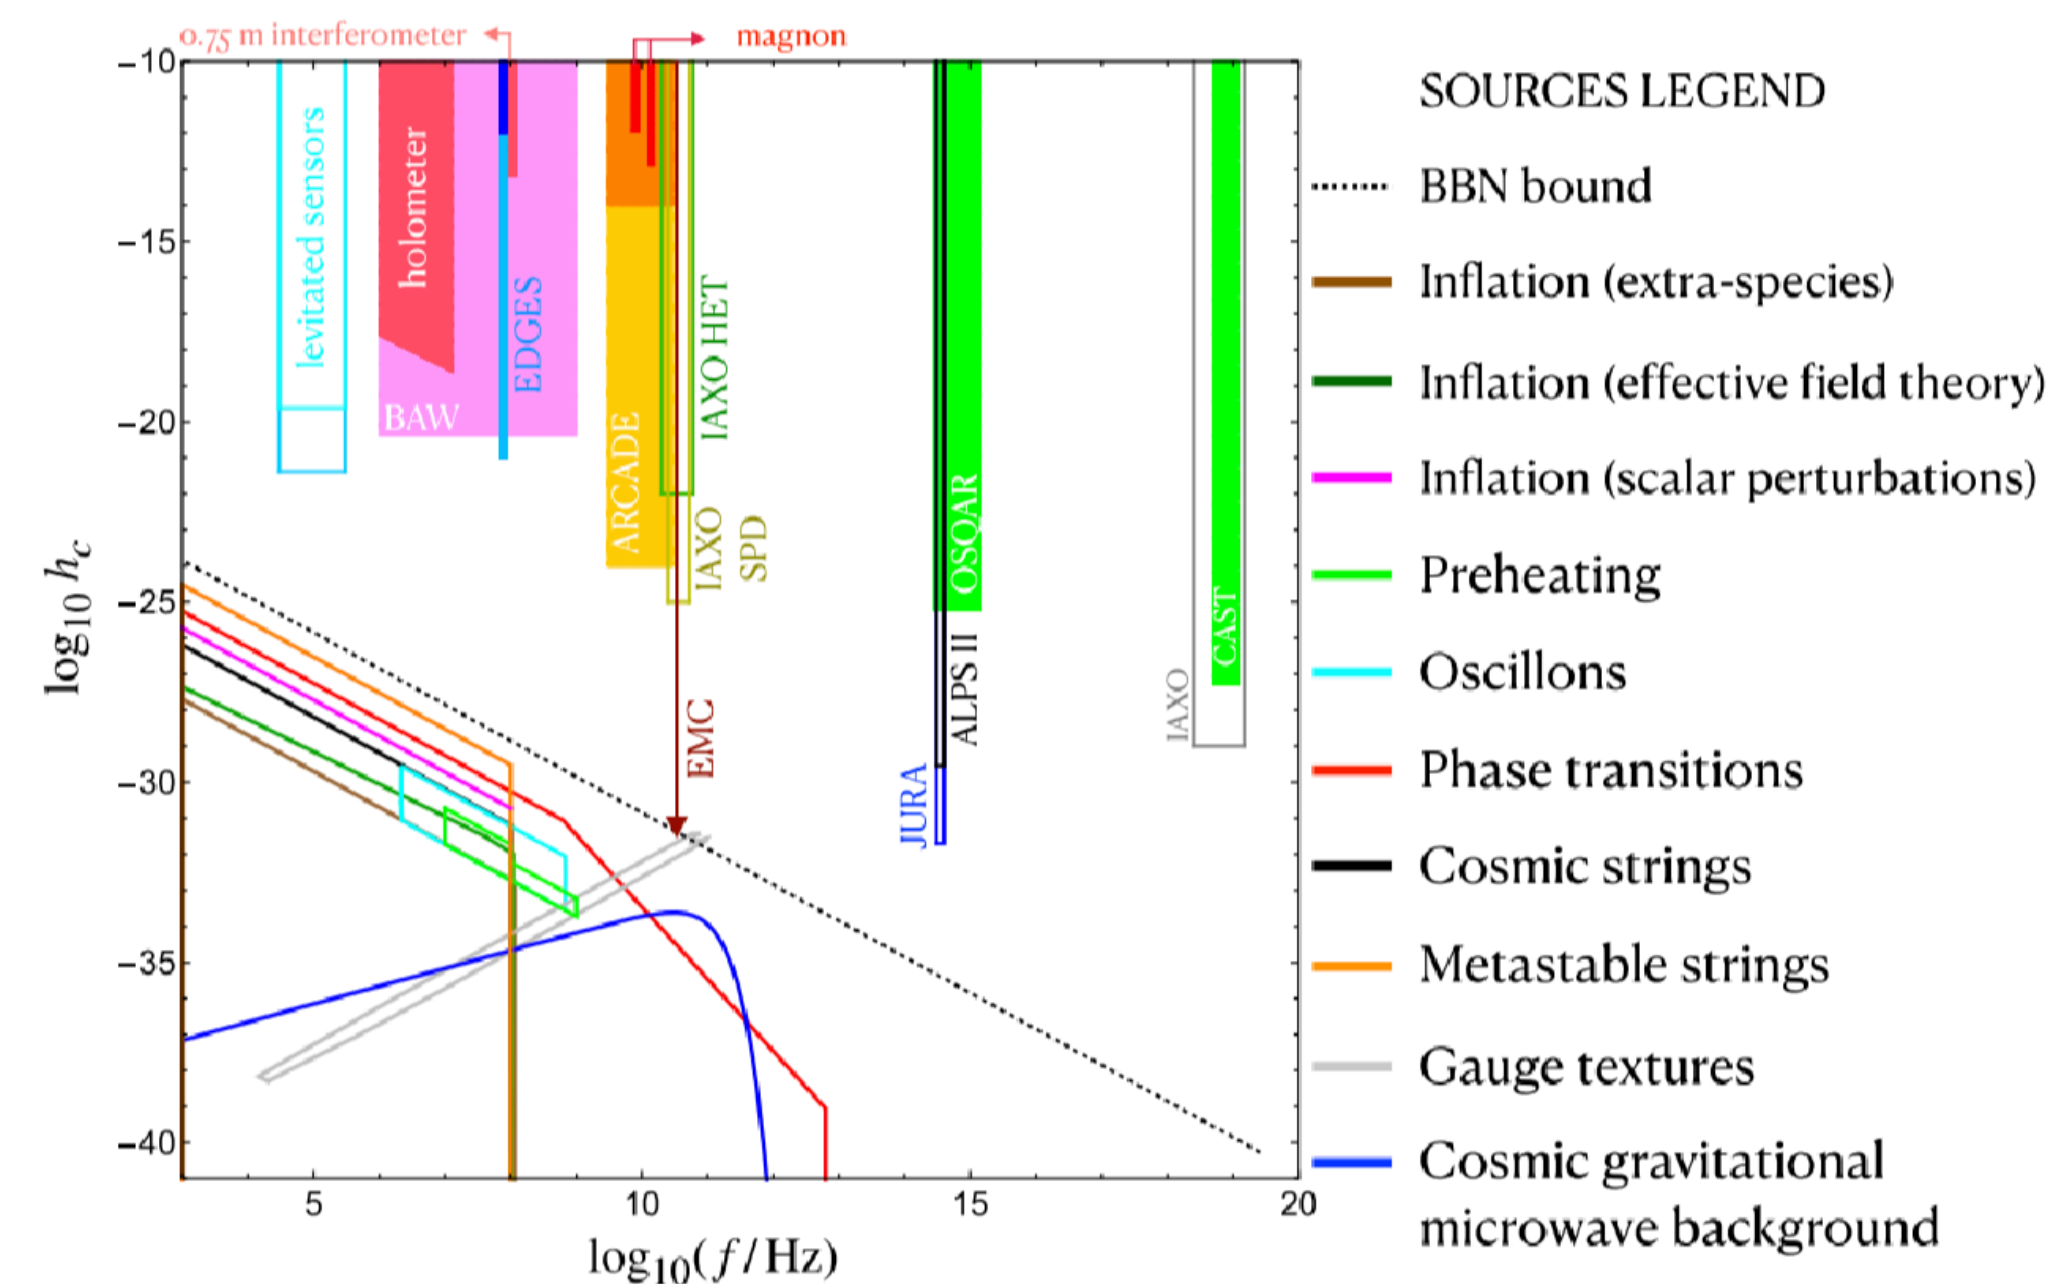 0.75 m interferometer
magnon
−10
−15
−20
−25
−30
−35
−40
log10 hc
levitated sensors
holometer
BAW
EDGES
ARCADE
IAXO HET
IAXO
SPD
EMC
OSQAR
ALPS II
JURA
CAST
IAXO
5
10
15
20
log10(f/Hz)
SOURCES LEGEND
BBN bound
Inflation (extra-species)
Inflation (effective field theory)
Inflation (scalar perturbations)
Preheating
Oscillons
Phase transitions
Cosmic strings
Metastable strings
Gauge textures
Cosmic gravitational
microwave background